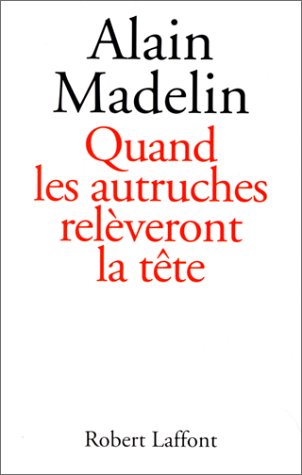 Alain
Madelin
Quand
les autruches
relèveront
la tête
Robert Laffont